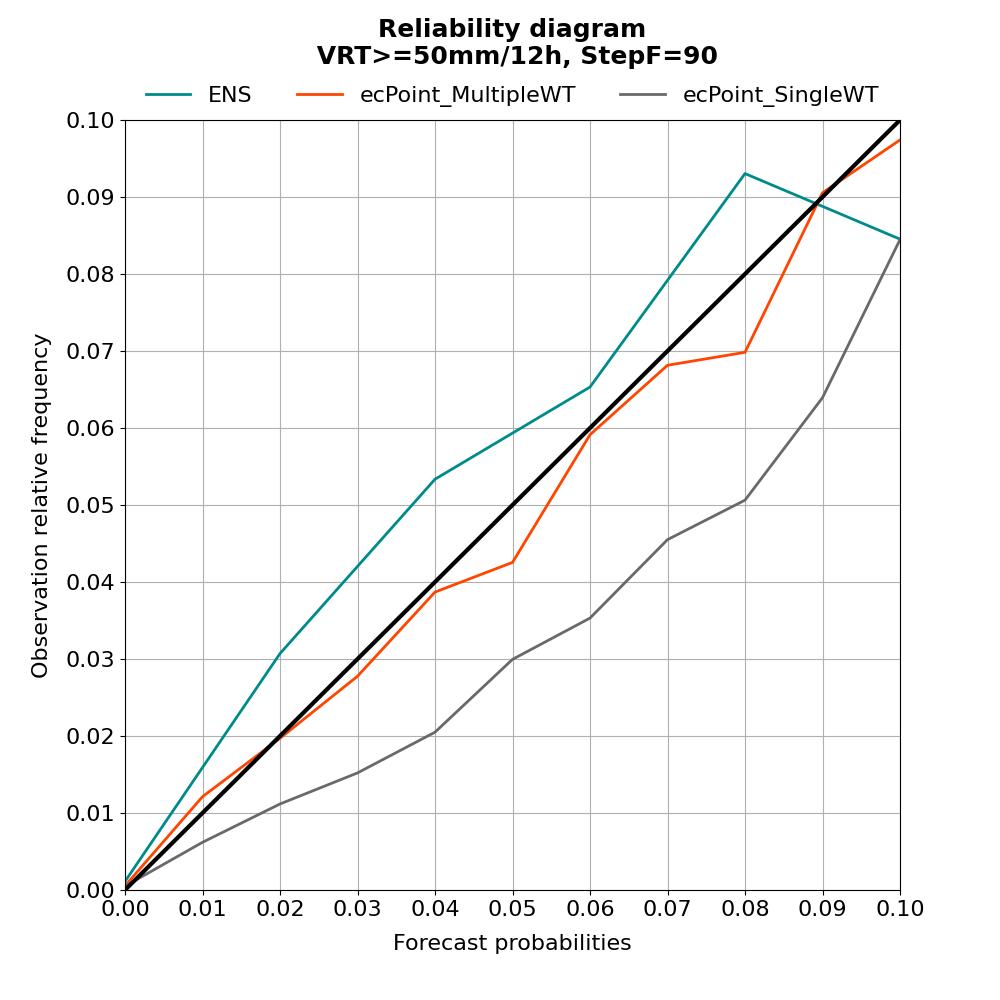 Reliability diagram
VRT>=50mm/12h, StepF=90
ENS ecPoint_MultipleWT ecPoint_SingleWT
0.10
0.09
0.08
0.07
0.06
0.05
0.04
0.03
0.02
0.01
0.00
Observation relative frequency
0.00 0.01 0.02 0.03 0.04 0.05 0.06 0.07 0.08 0.09 0.10
Forecast probabilities